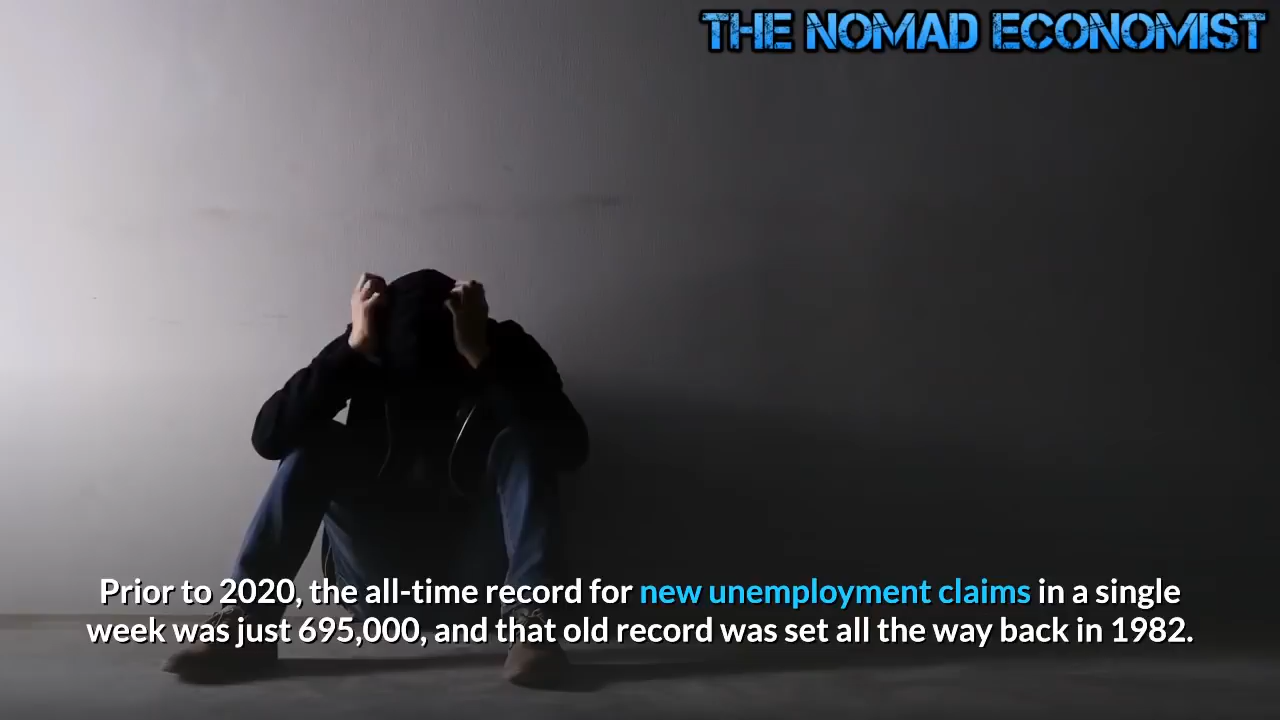 THE NOMAD ECONOMIST
Prior to 2020, the all-time record for new unemployment claims in a single
week was just 695,000, and that old record was set all the way back in 1982.